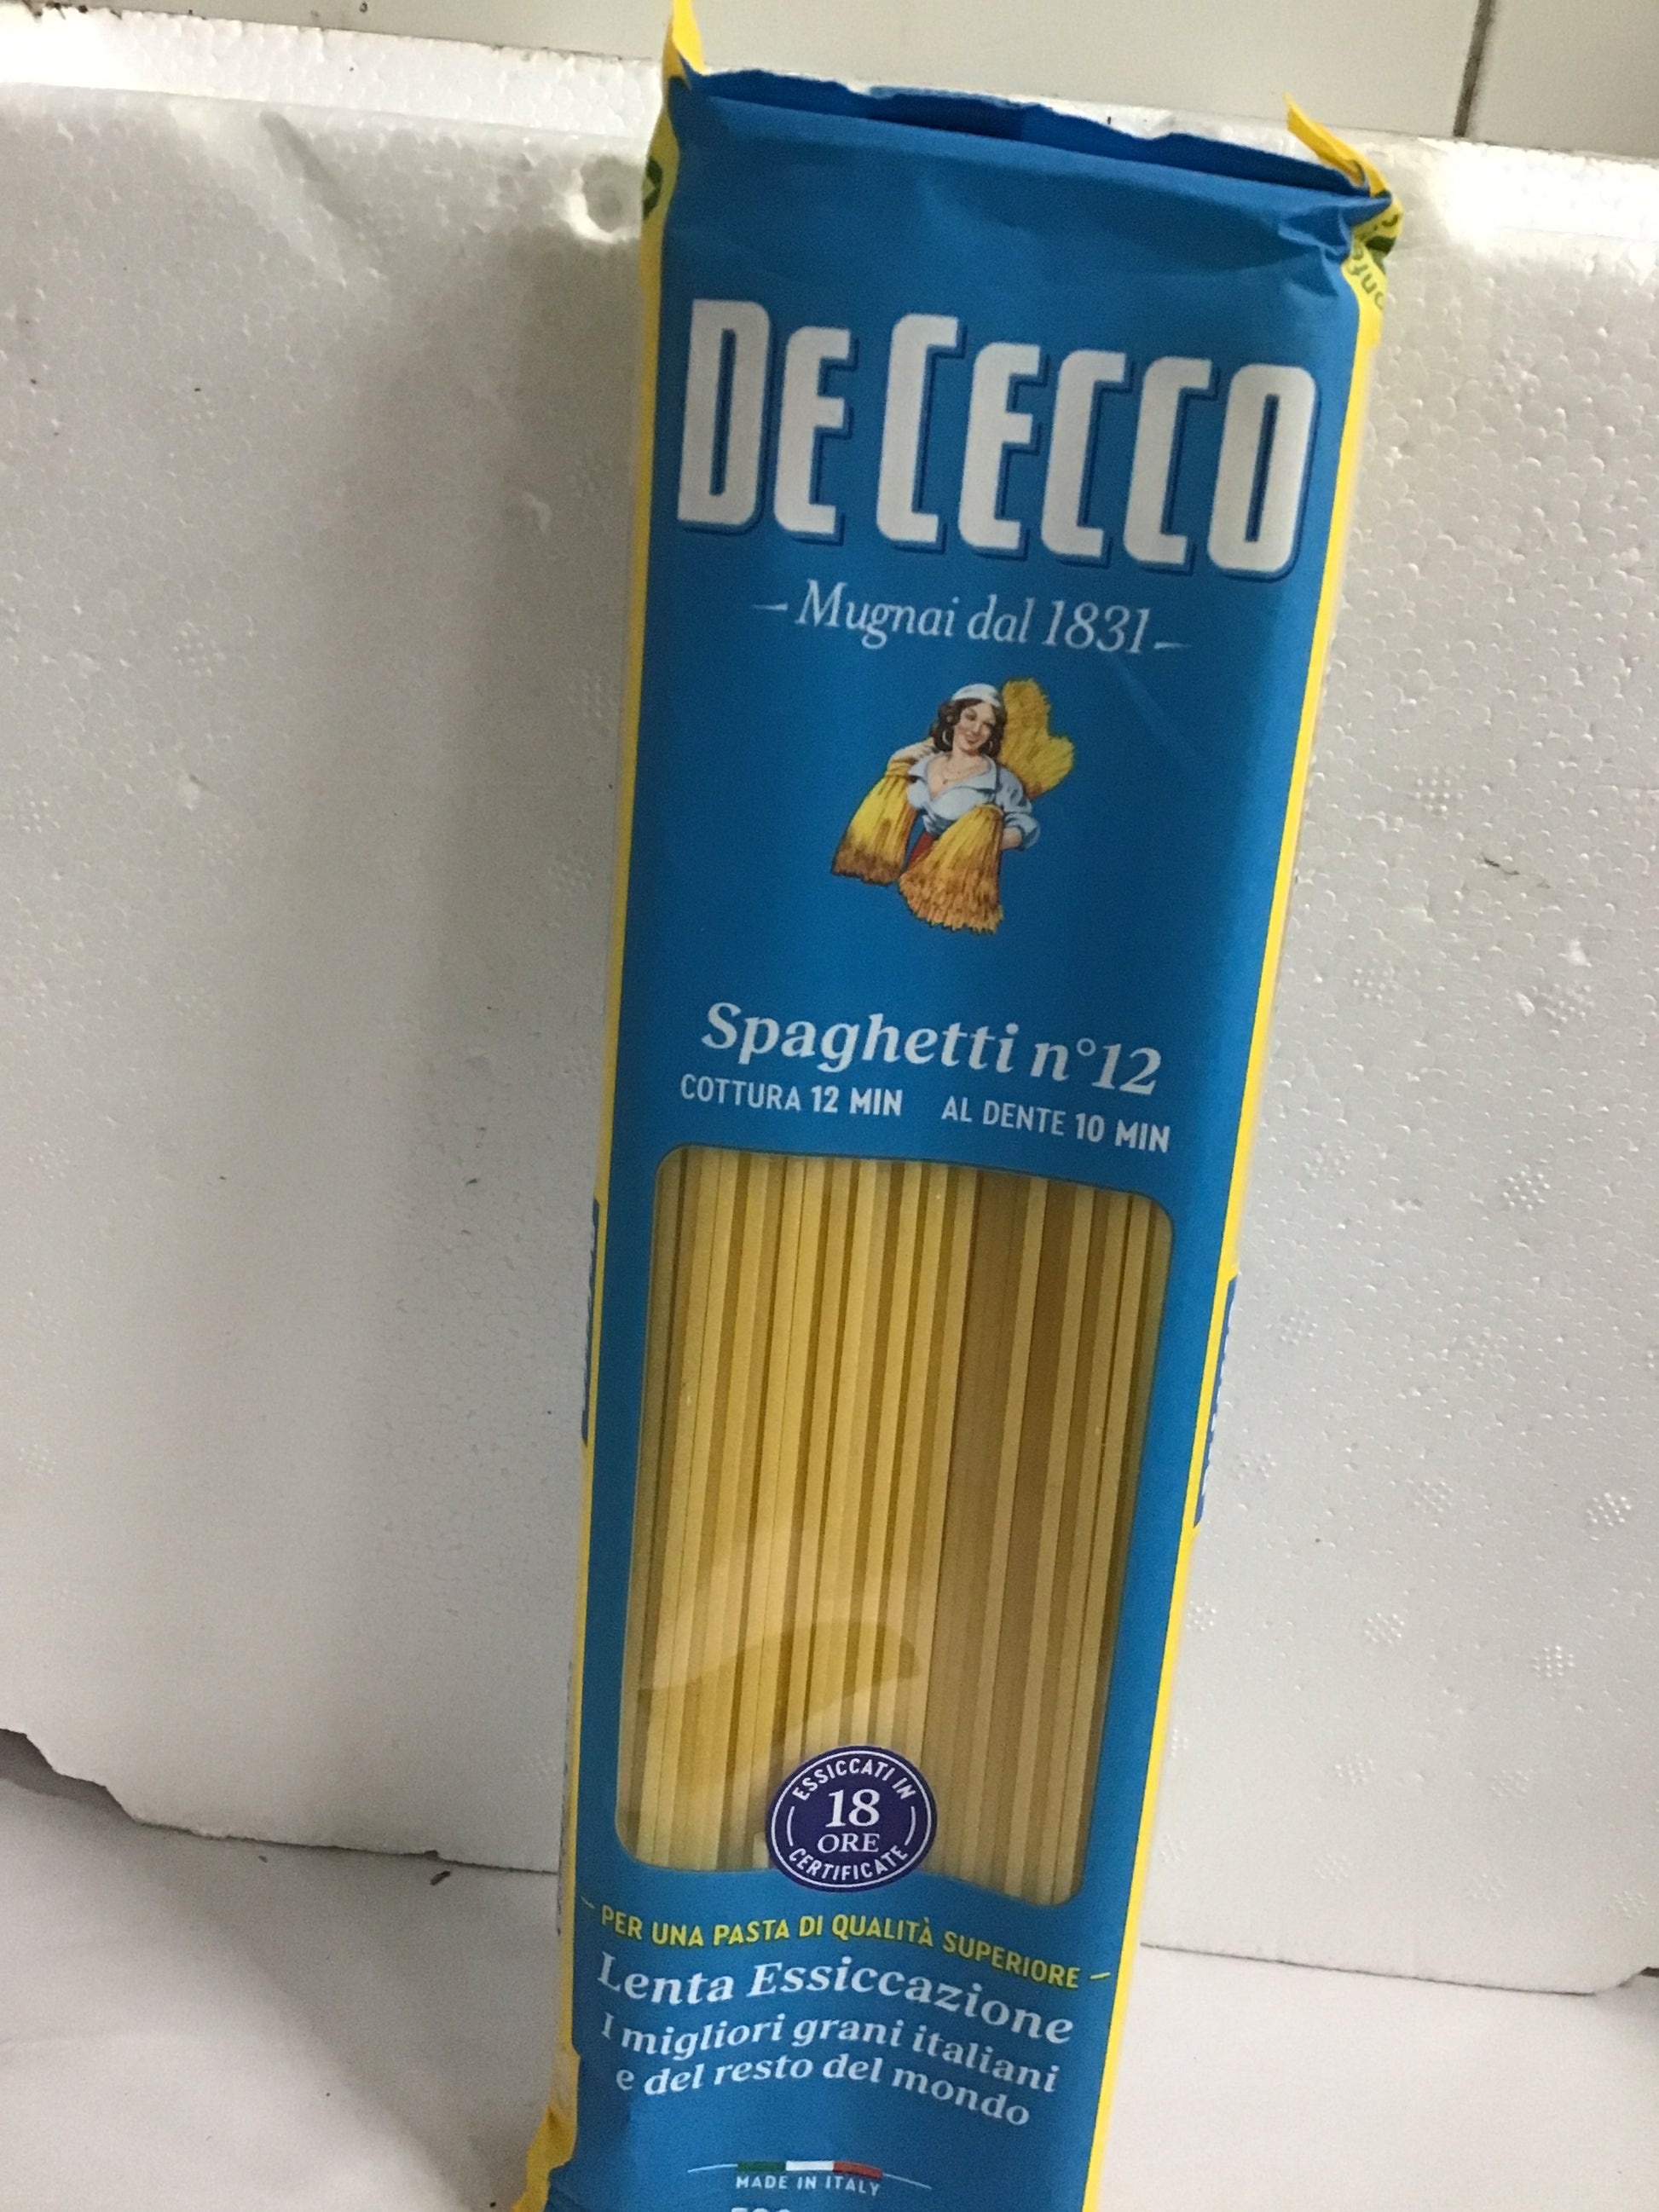 DE CECCO
Mugnai dal 1831
Spaghetti n°12
COTTURA 12 MIN AL DENTE 10 MIN
ESSICCATI IN
18
ORE
CERTIFICATE
PER UNA PASTA DI QUALITÀ SUPERIORE
Lenta Essiccazione
I migliori grani italiani
e del resto del mondo
MADE IN ITALY